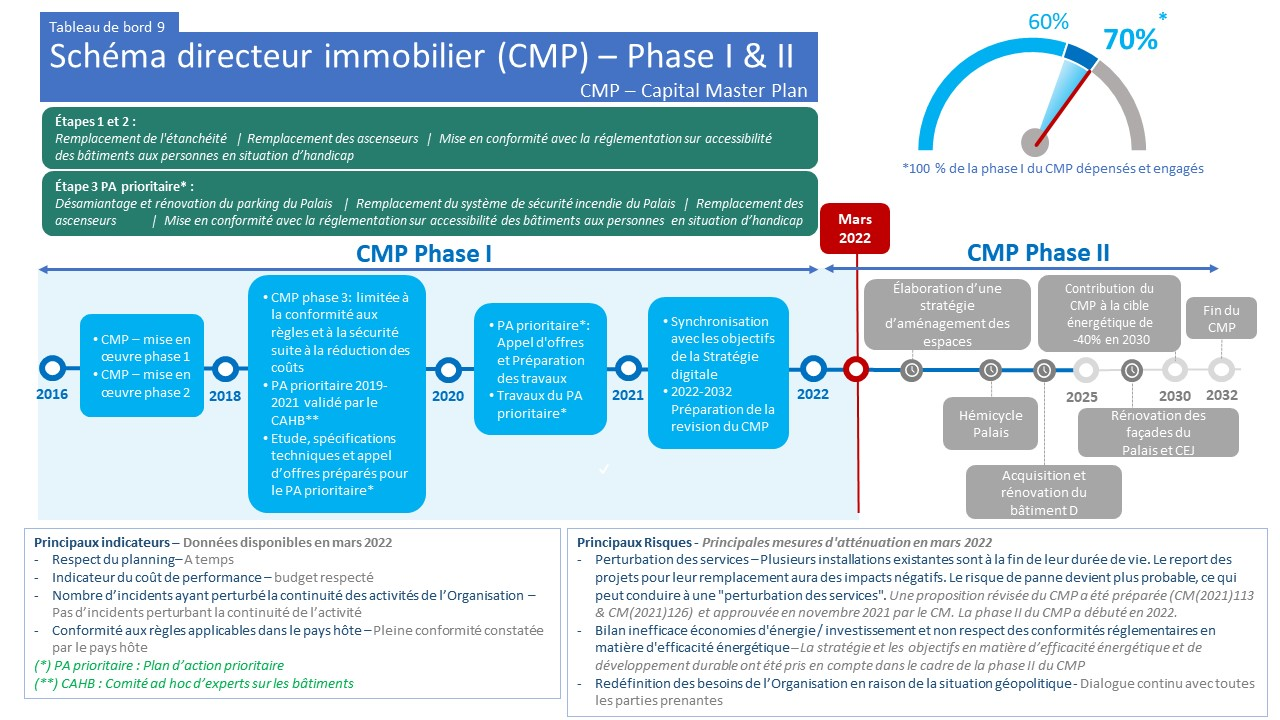 Tableau de bord 9
Schéma directeur immobilier (CMP) – Phase I & II
CMP – Capital Master Plan
60%
70%*
*100 % de la phase I du CMP dépensés et engagés
Étapes 1 et 2 :
Remplacement de l'étanchéité | Remplacement des ascenseurs | Mise en conformité avec la réglementation sur accessibilité
des bâtiments aux personnes en situation d'handicap
Étape 3 PA prioritaire* :
Désamiantage et rénovation du parking du Palais | Remplacement du système de sécurité incendie du Palais | Remplacement des
ascenseurs | Mise en conformité avec la réglementation sur accessibilité des bâtiments aux personnes en situation d'handicap
Mars
2022
CMP Phase I
CMP Phase II
2016
• CMP – mise en
œuvre phase 1
• CMP – mise en
œuvre phase 2
2018
• CMP phase 3: limitée à
la conformité aux
règles et à la sécurité
suite à la réduction des
coûts
• PA prioritaire 2019-
2021 validé par le
CAHB**
• Etude, spécifications
techniques et appel
d'offres préparés pour
le PA prioritaire*
2020
• PA prioritaire*:
Appel d'offres
et Préparation
des travaux
• Travaux du PA
prioritaire*
2021
• Synchronisation
avec les objectifs
de la Stratégie
digitale
• 2022-2032
Préparation de la
revision du CMP
2022
Élaboration d'une
stratégie
d'aménagement des
espaces
Contribution du
CMP à la cible
énergétique de
-40% en 2030
Fin du
CMP
2025
2030
2032
Hémicycle
Palais
Rénovation des
façades du
Palais et CEJ
Acquisition et
rénovation du
bâtiment D
Principaux indicateurs – Données disponibles en mars 2022
- Respect du planning– A temps
- Indicateur du coût de performance – budget respecté
- Nombre d'incidents ayant perturbé la continuité des activités de l'Organisation –
Pas d'incidents perturbant la continuité de l'activité
- Conformité aux règles applicables dans le pays hôte – Pleine conformité constatée
par le pays hôte
(*) PA prioritaire : Plan d'action prioritaire
(**) CAHB : Comité ad hoc d'experts sur les bâtiments
Principaux Risques - Principales mesures d'atténuation en mars 2022
- Perturbation des services – Plusieurs installations existantes sont à la fin de leur durée de vie. Le report des
projets pour leur remplacement aura des impacts négatifs. Le risque de panne devient plus probable, ce qui
peut conduire à une "perturbation des services". Une proposition révisée du CMP a été préparée (CM(2021)113
& CM(2021)126) et approuvée en novembre 2021 par le CM. La phase II du CMP a débuté en 2022.
- Bilan inefficace économies d'énergie / investissement et non respect des conformités réglementaires en
matière d'efficacité énergétique – La stratégie et les objectifs en matière d'efficacité énergétique et de
développement durable ont été pris en compte dans le cadre de la phase II du CMP
- Redéfinition des besoins de l'Organisation en raison de la situation géopolitique - Dialogue continu avec toutes
les parties prenantes